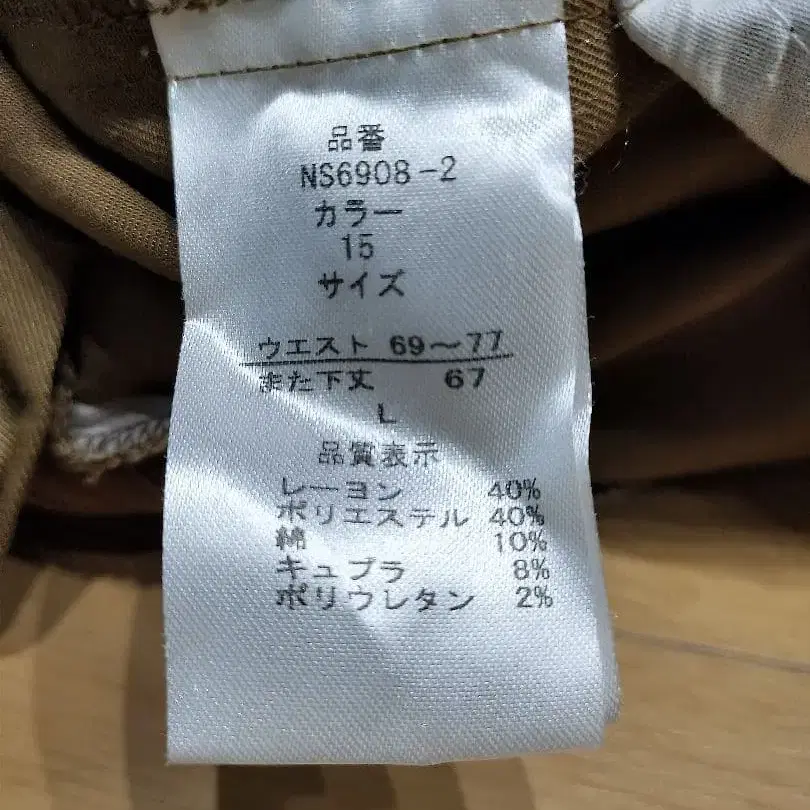 品番
NS6908-2
カラー
15
サイズ
ウエスト 69～77
また下丈 67
L
品質表示
レーヨン 40%
ポリエステル 40%
綿 10%
キュプラ 8%
ポリウレタン 2%